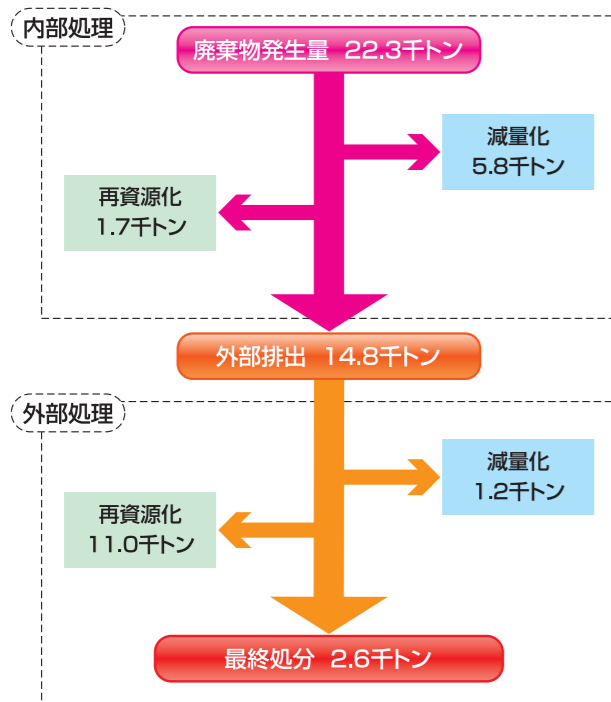 内部処理
廃棄物発生量 22.3千トン
減量化
5.8千トン
再資源化
1.7千トン
外部排出 14.8千トン
外部処理
減量化
1.2千トン
再資源化
11.0千トン
最終処分 2.6千トン